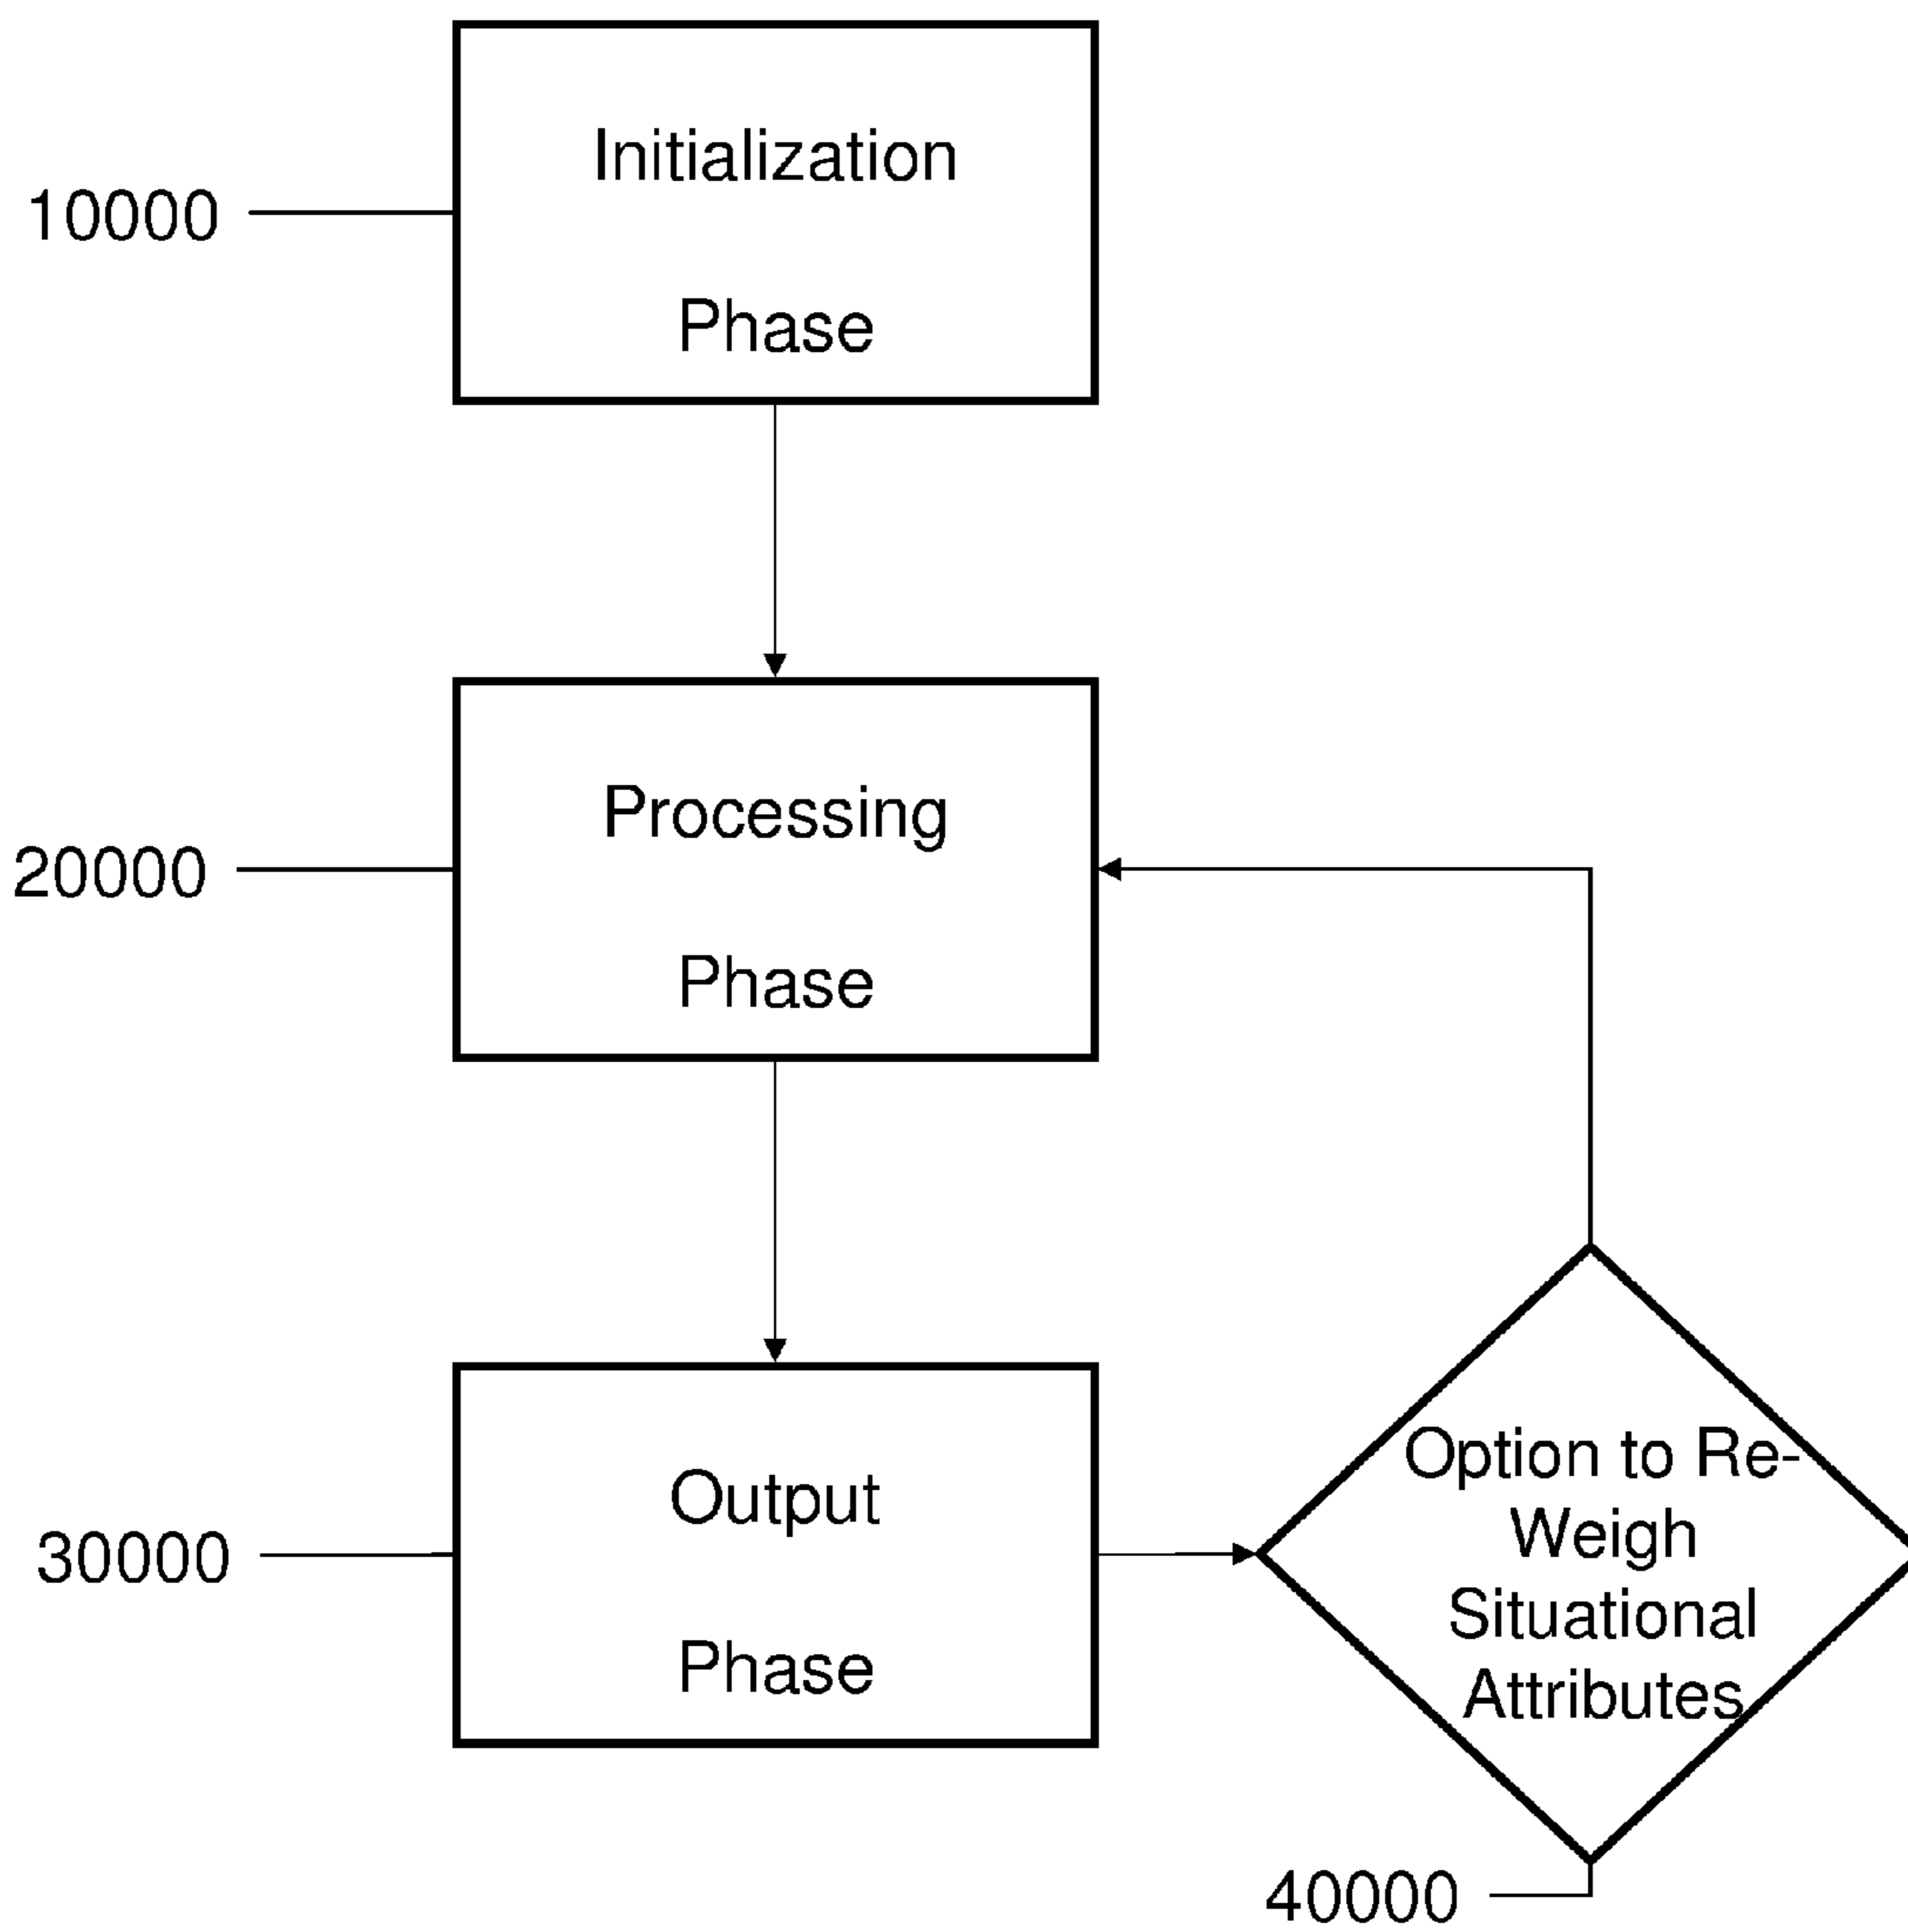 10000
Initialization
Phase
20000
Processing
Phase
30000
Output
Phase
Option to Re-
Weigh
Situational
Attributes
40000